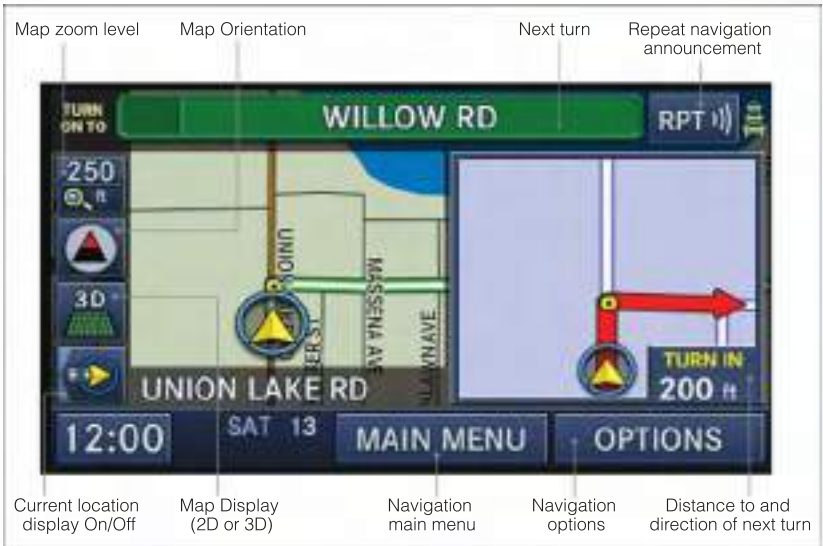 Map zoom level
Map Orientation
Next turn
Repeat navigation
announcement
TURN
ON TO
WILLOW RD
RPT
250
ft
3D
UNION
MASSENA AVE
UNION LAKE RD
TURN IN
200 ft
12:00
SAT 13
MAIN MENU
OPTIONS
Current location
display On/Off
Map Display
(2D or 3D)
Navigation
main menu
Navigation
options
Distance to and
direction of next turn